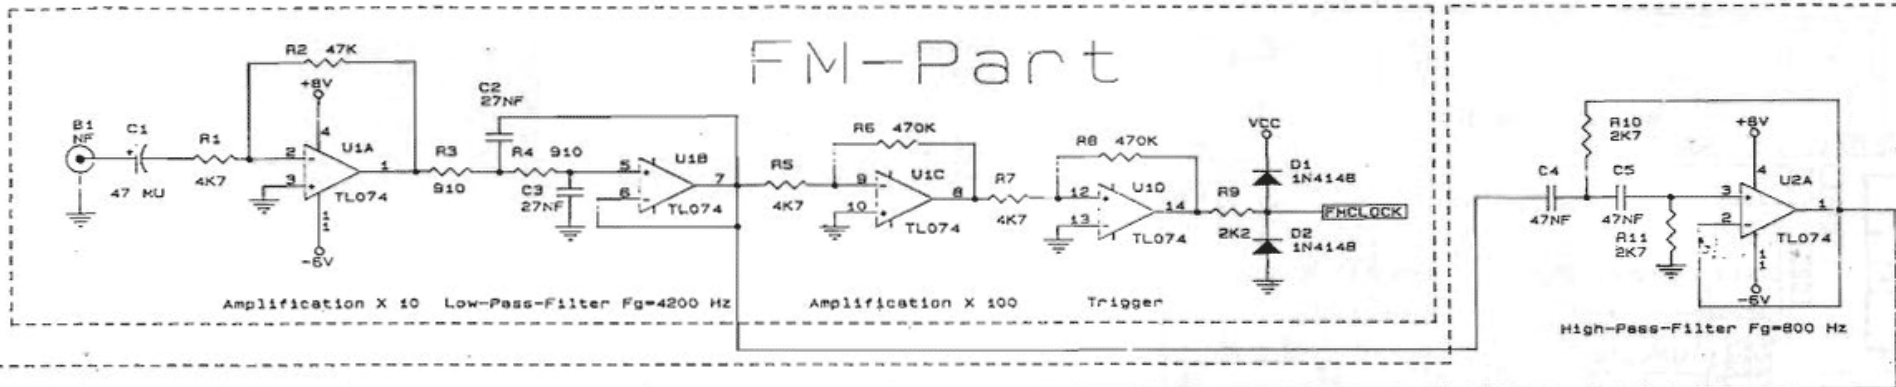 FM-Part
R2 47K
+8V
B1
NF
C1
47 MU
R1
4K7
2
3
4
U1A
1
TL074
1
1
-6V
R3
910
C2
27NF
R4 910
C3
27NF
5
6
U1B
7
TL074
R5
4K7
R6 470K
9
10
U1C
8
TL074
R7
4K7
R8 470K
12
13
U1D
14
TL074
R9
2K2
VCC
D1
1N4148
D2
1N4148
FMCLOCK
Amplification X 10
Low-Pass-Filter Fg=4200 Hz
Amplification X 100
Trigger
C4
47NF
R10
2K7
C5
47NF
R11
2K7
+8V
4
3
2
U2A
1
TL074
1
1
-6V
High-Pass-Filter Fg=800 Hz